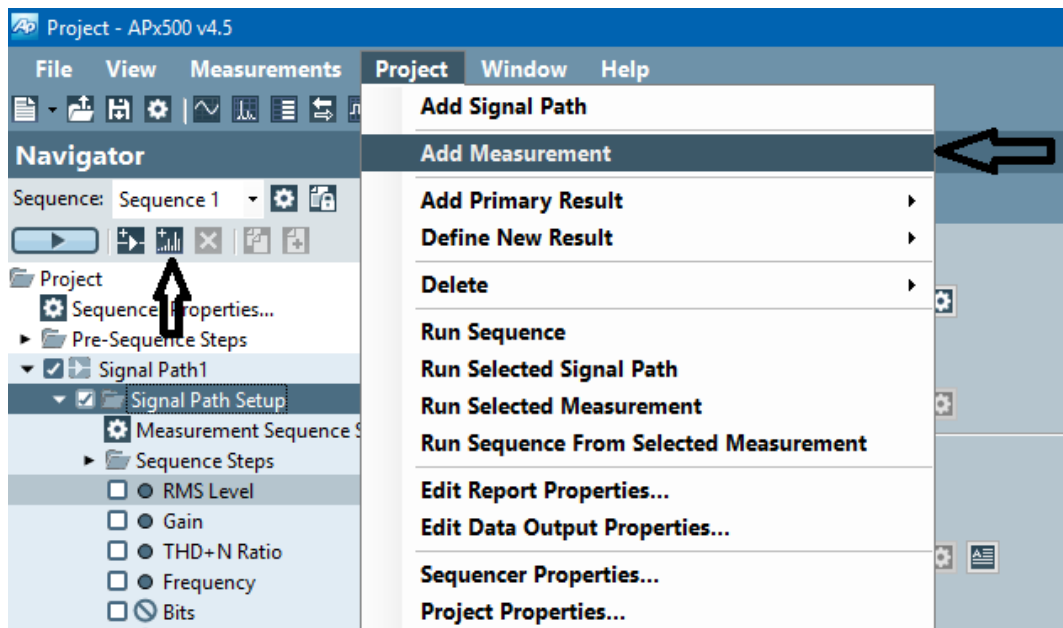 Project - APx500 v4.5
File View Measurements Project Window Help
Add Signal Path
Add Measurement
Add Primary Result
Define New Result
Delete
Run Sequence
Run Selected Signal Path
Run Selected Measurement
Run Sequence From Selected Measurement
Edit Report Properties...
Edit Data Output Properties...
Sequencer Properties...
Project Properties...
Navigator
Sequence: Sequence 1
Project
Properties...
Pre-Sequence Steps
Signal Path1
Signal Path Setup
Measurement Sequence
Sequence Steps
RMS Level
Gain
THD+N Ratio
Frequency
Bits